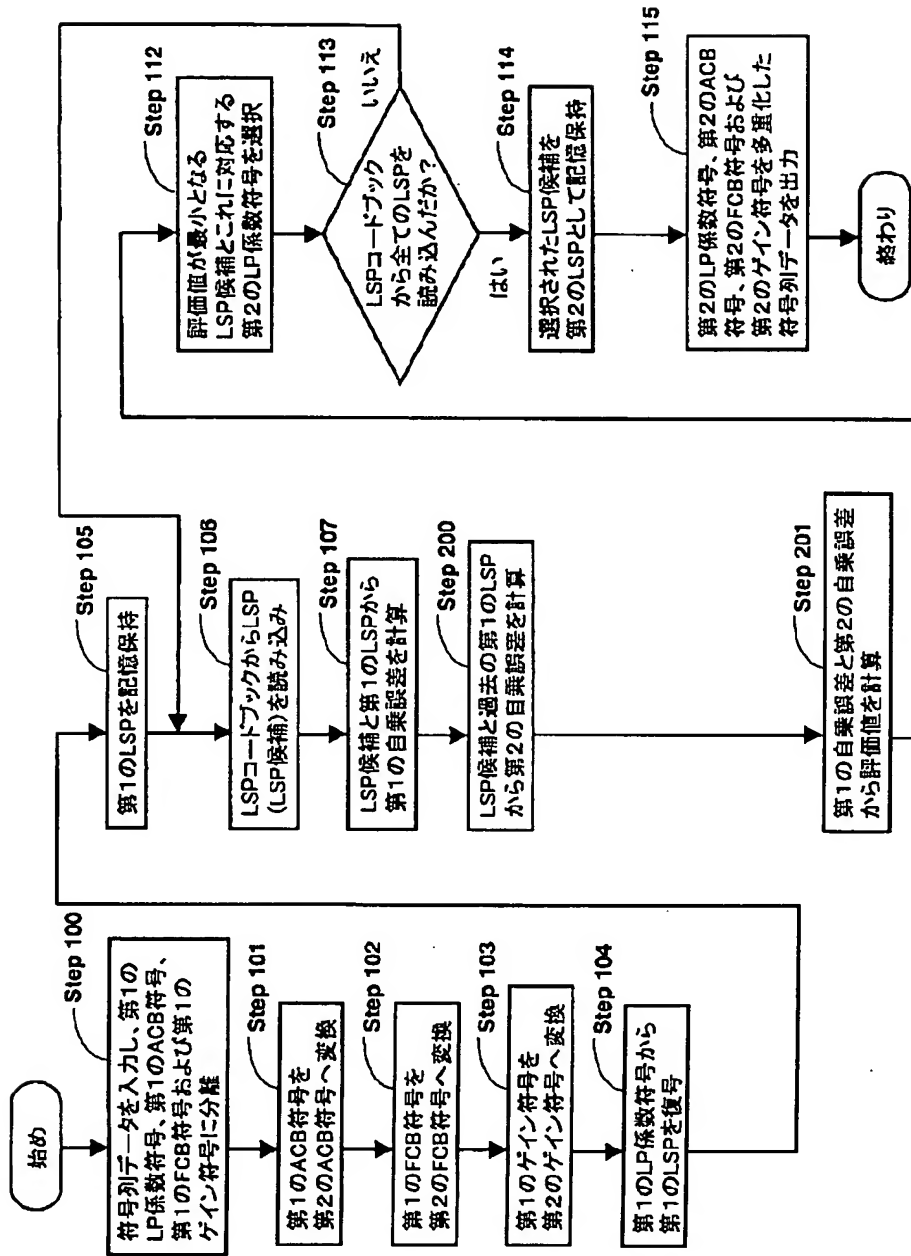 始め
Step 100
符号列データを入力し、第1の
LP係数符号、第1のACB符号、
第1のFCB符号および第1の
ゲイン符号に分離
Step 101
第1のACB符号を
第2のACB符号へ変換
Step 102
第1のFCB符号を
第2のFCB符号へ変換
Step 103
第1のゲイン符号を
第2のゲイン符号へ変換
Step 104
第1のLP係数符号から
第1のLSPを復号
Step 105
第1のLSPを記憶保持
Step 106
LSPコードブックからLSP
(LSP候補)を読み込み
Step 107
LSP候補と第1のLSPから
第1の自乗誤差を計算
Step 200
LSP候補と過去の第1のLSP
から第2の自乗誤差を計算
Step 201
第1の自乗誤差と第2の自乗誤差
から評価値を計算
Step 112
評価値が最小となる
LSP候補とこれに対応する
第2のLP係数符号を選択
Step 113
いいえ
LSPコードブック
から全てのLSPを
読み込んだか?
はい
Step 114
選択されたLSP候補を
第2のLSPとして記憶保持
Step 115
第2のLP係数符号、第2のACB
符号、第2のFCB符号および
第2のゲイン符号を多重化した
符号列データを出力
終わり